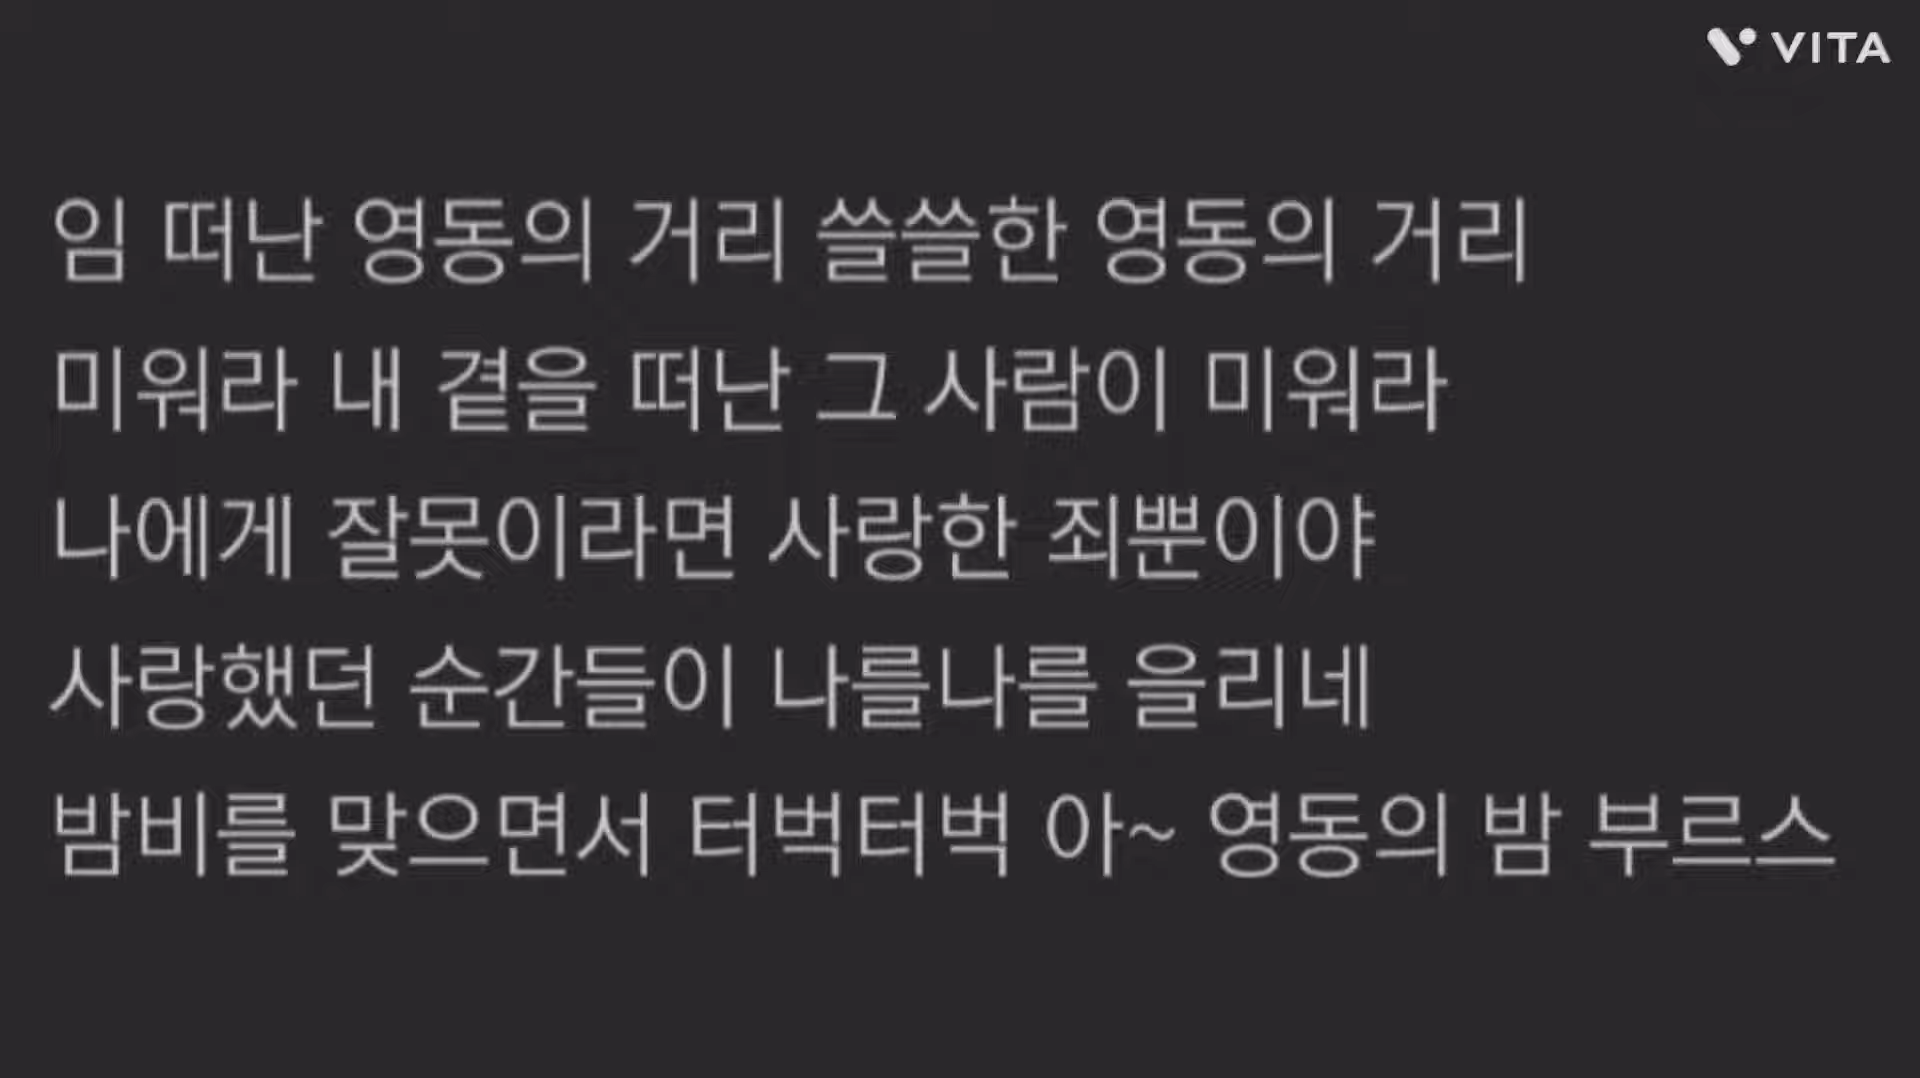 VITA
임 떠난 영동의 거리 쓸쓸한 영동의 거리
미워라 내 곁을 떠난 그 사람이 미워라
나에게 잘못이라면 사랑한 죄뿐이야
사랑했던 순간들이 나를나를 을리네
밤비를 맞으면서 터벅터벅 아~ 영동의 밤 부르스